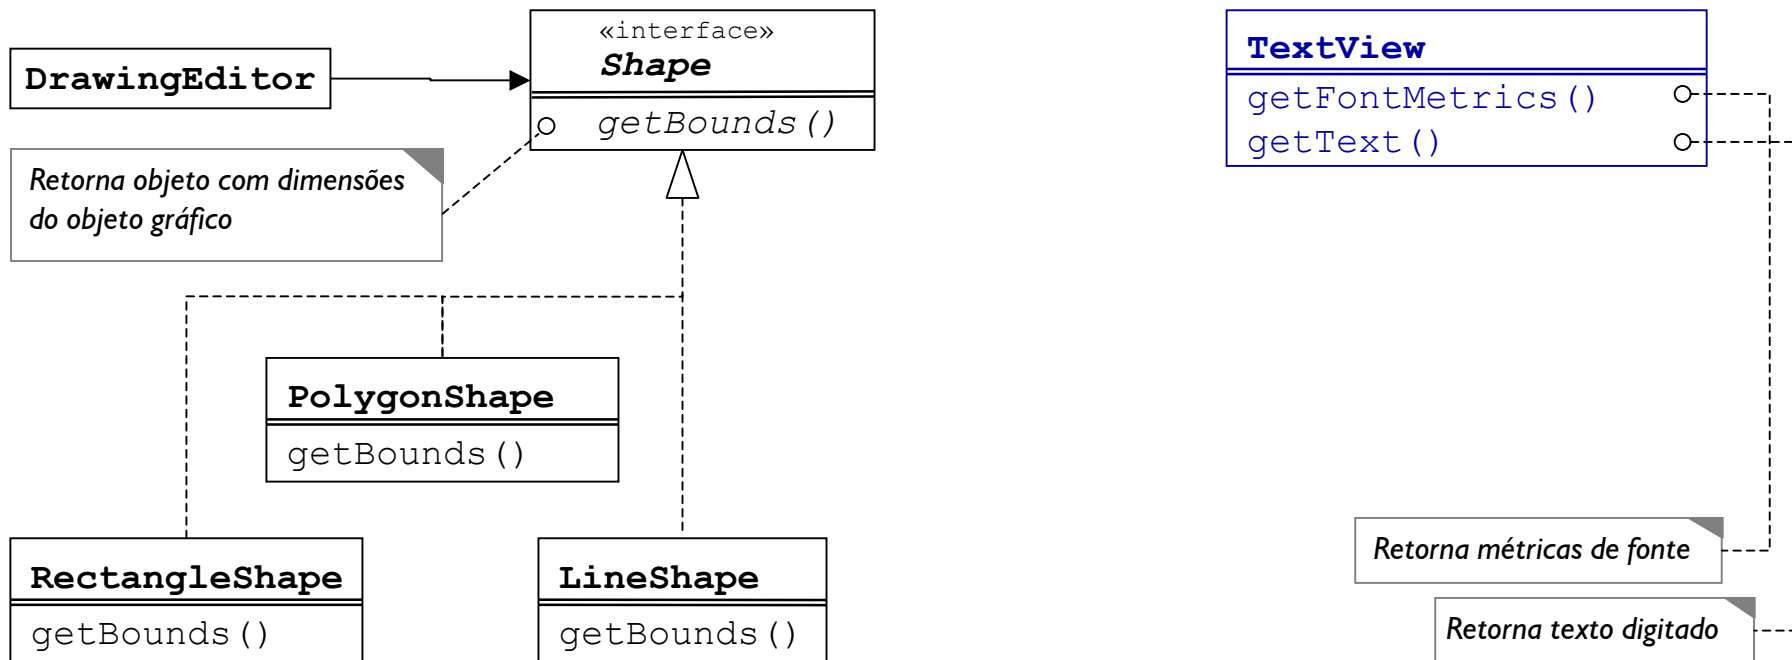 DrawingEditor
«interface»
Shape
getBounds()
Retorna objeto com dimensões
do objeto gráfico
PolygonShape
getBounds()
RectangleShape
getBounds()
LineShape
getBounds()
TextView
getFontMetrics()
getText()
Retorna métricas de fonte
Retorna texto digitado